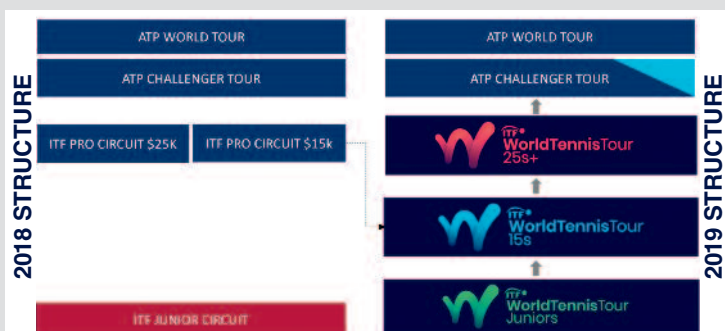 2018 STRUCTURE
ATP WORLD TOUR
ATP CHALLENGER TOUR
ITF PRO CIRCUIT $25K
ITF PRO CIRCUIT $15k
ITF JUNIOR CIRCUIT
ATP WORLD TOUR
ATP CHALLENGER TOUR
ITF
WorldTennisTour
25s+
ITF
WorldTennisTour
15s
ITF
WorldTennisTour
Juniors
2019 STRUCTURE